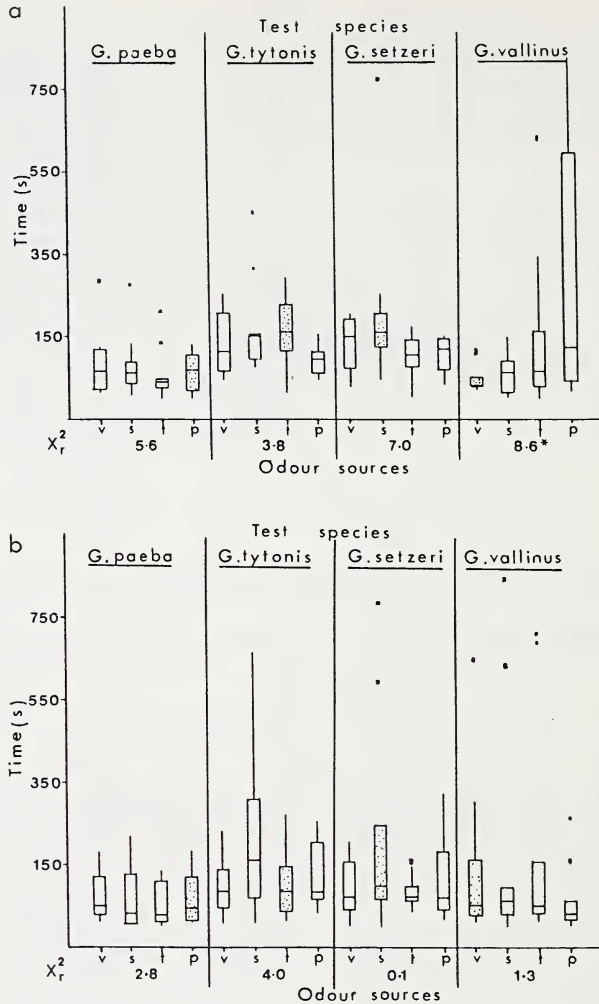 a
Test species
G. paeba G. tytonis G. setzeri G. vallinus
750
550
350
150
Time (s)
v s t p v s t p v s t p v s t p
X²r 5·6 3·8 7·0 8·6*
Odour sources
b
Test species
G. paeba G. tytonis G. setzeri G. vallinus
750
550
350
150
Time (s)
v s t p v s t p v s t p v s t p
X²r 2·8 4·0 0·1 1·3
Odour sources